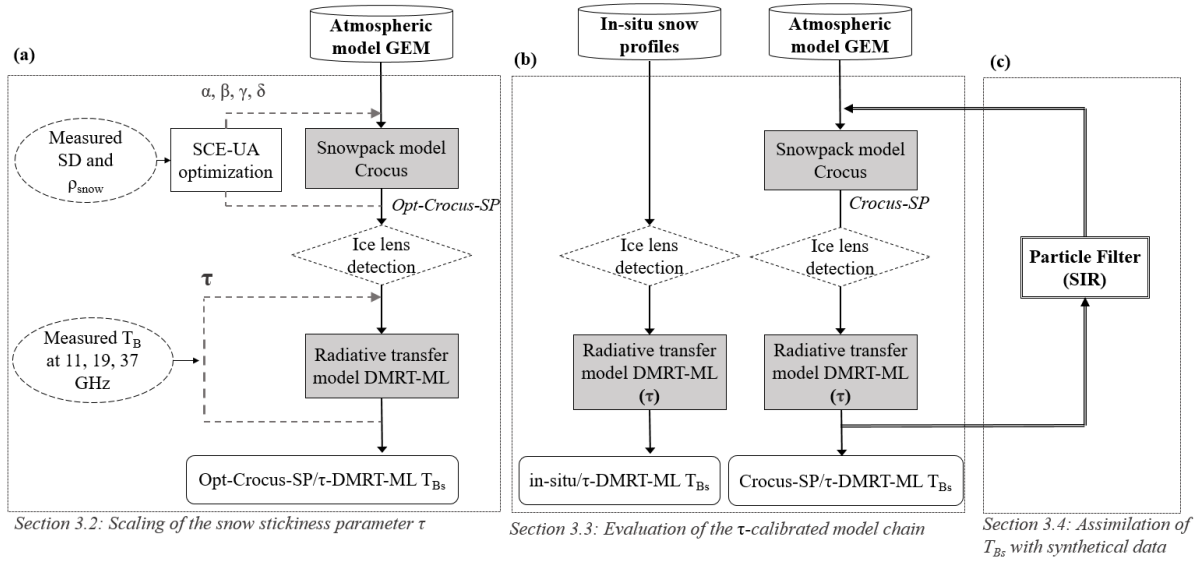 (a)
Atmospheric
model GEM
α, β, γ, δ
Measured
SD and
ρsnow
SCE-UA
optimization
Snowpack model
Crocus
Opt-Crocus-SP
Ice lens
detection
τ
Measured TB
at 11, 19, 37
GHz
Radiative transfer
model DMRT-ML
Opt-Crocus-SP/τ-DMRT-ML TBs
Section 3.2: Scaling of the snow stickiness parameter τ
(b)
In-situ snow
profiles
Atmospheric
model GEM
Snowpack model
Crocus
Crocus-SP
Ice lens
detection
Ice lens
detection
Radiative transfer
model DMRT-ML
(τ)
Radiative transfer
model DMRT-ML
(τ)
in-situ/τ-DMRT-ML TBs
Crocus-SP/τ-DMRT-ML TBs
Section 3.3: Evaluation of the τ-calibrated model chain
(c)
Particle Filter
(SIR)
Section 3.4: Assimilation of
TBs with synthetical data